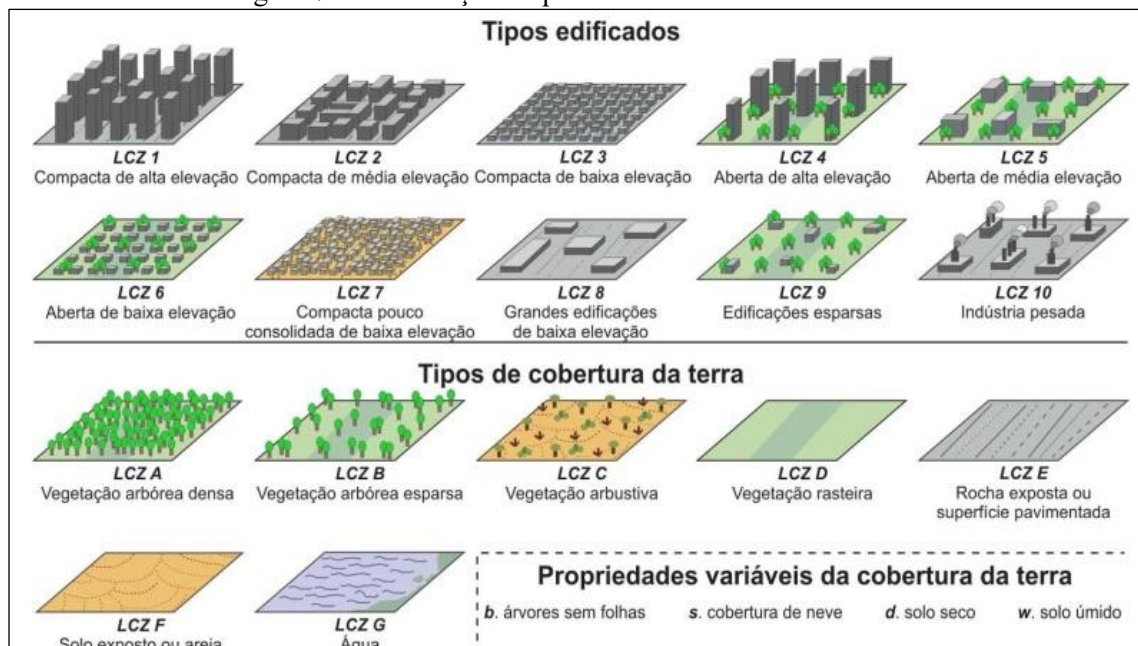 Tipos edificados
LCZ 1
Compacta de alta elevação
LCZ 2
Compacta de média elevação
LCZ 3
Compacta de baixa elevação
LCZ 4
Aberta de alta elevação
LCZ 5
Aberta de média elevação
LCZ 6
Aberta de baixa elevação
LCZ 7
Compacta pouco
consolidada de baixa elevação
LCZ 8
Grandes edificações
de baixa elevação
LCZ 9
Edificações esparsas
LCZ 10
Indústria pesada
Tipos de cobertura da terra
LCZ A
Vegetação arbórea densa
LCZ B
Vegetação arbórea esparsa
LCZ C
Vegetação arbustiva
LCZ D
Vegetação rasteira
LCZ E
Rocha exposta ou
superfície pavimentada
LCZ F
Solo exposto ou areia
LCZ G
Água
Propriedades variáveis da cobertura da terra
b. árvores sem folhas
s. cobertura de neve
d. solo seco
w. solo úmido